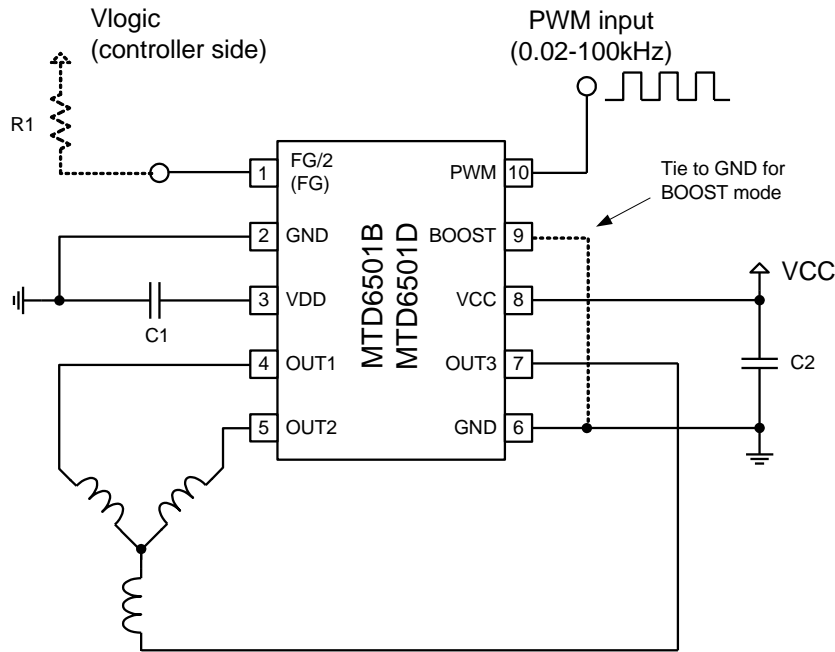 Vlogic
(controller side)
PWM input
(0.02-100kHz)
R1
1
FG/2
(FG)
PWM
10
Tie to GND for
BOOST mode
2
GND
BOOST
9
MTD6501B
MTD6501D
VCC
C1
3
VDD
VCC
8
4
OUT1
OUT3
7
C2
5
OUT2
GND
6